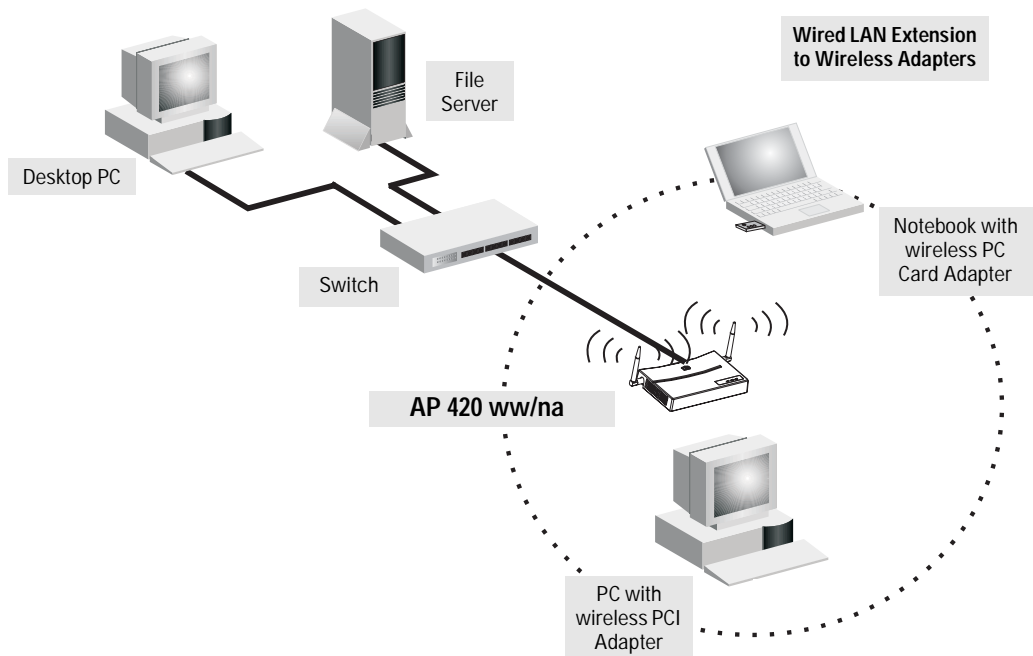 Wired LAN Extension
to Wireless Adapters
File
Server
Desktop PC
Switch
Notebook with
wireless PC
Card Adapter
AP 420 ww/na
PC with
wireless PCI
Adapter